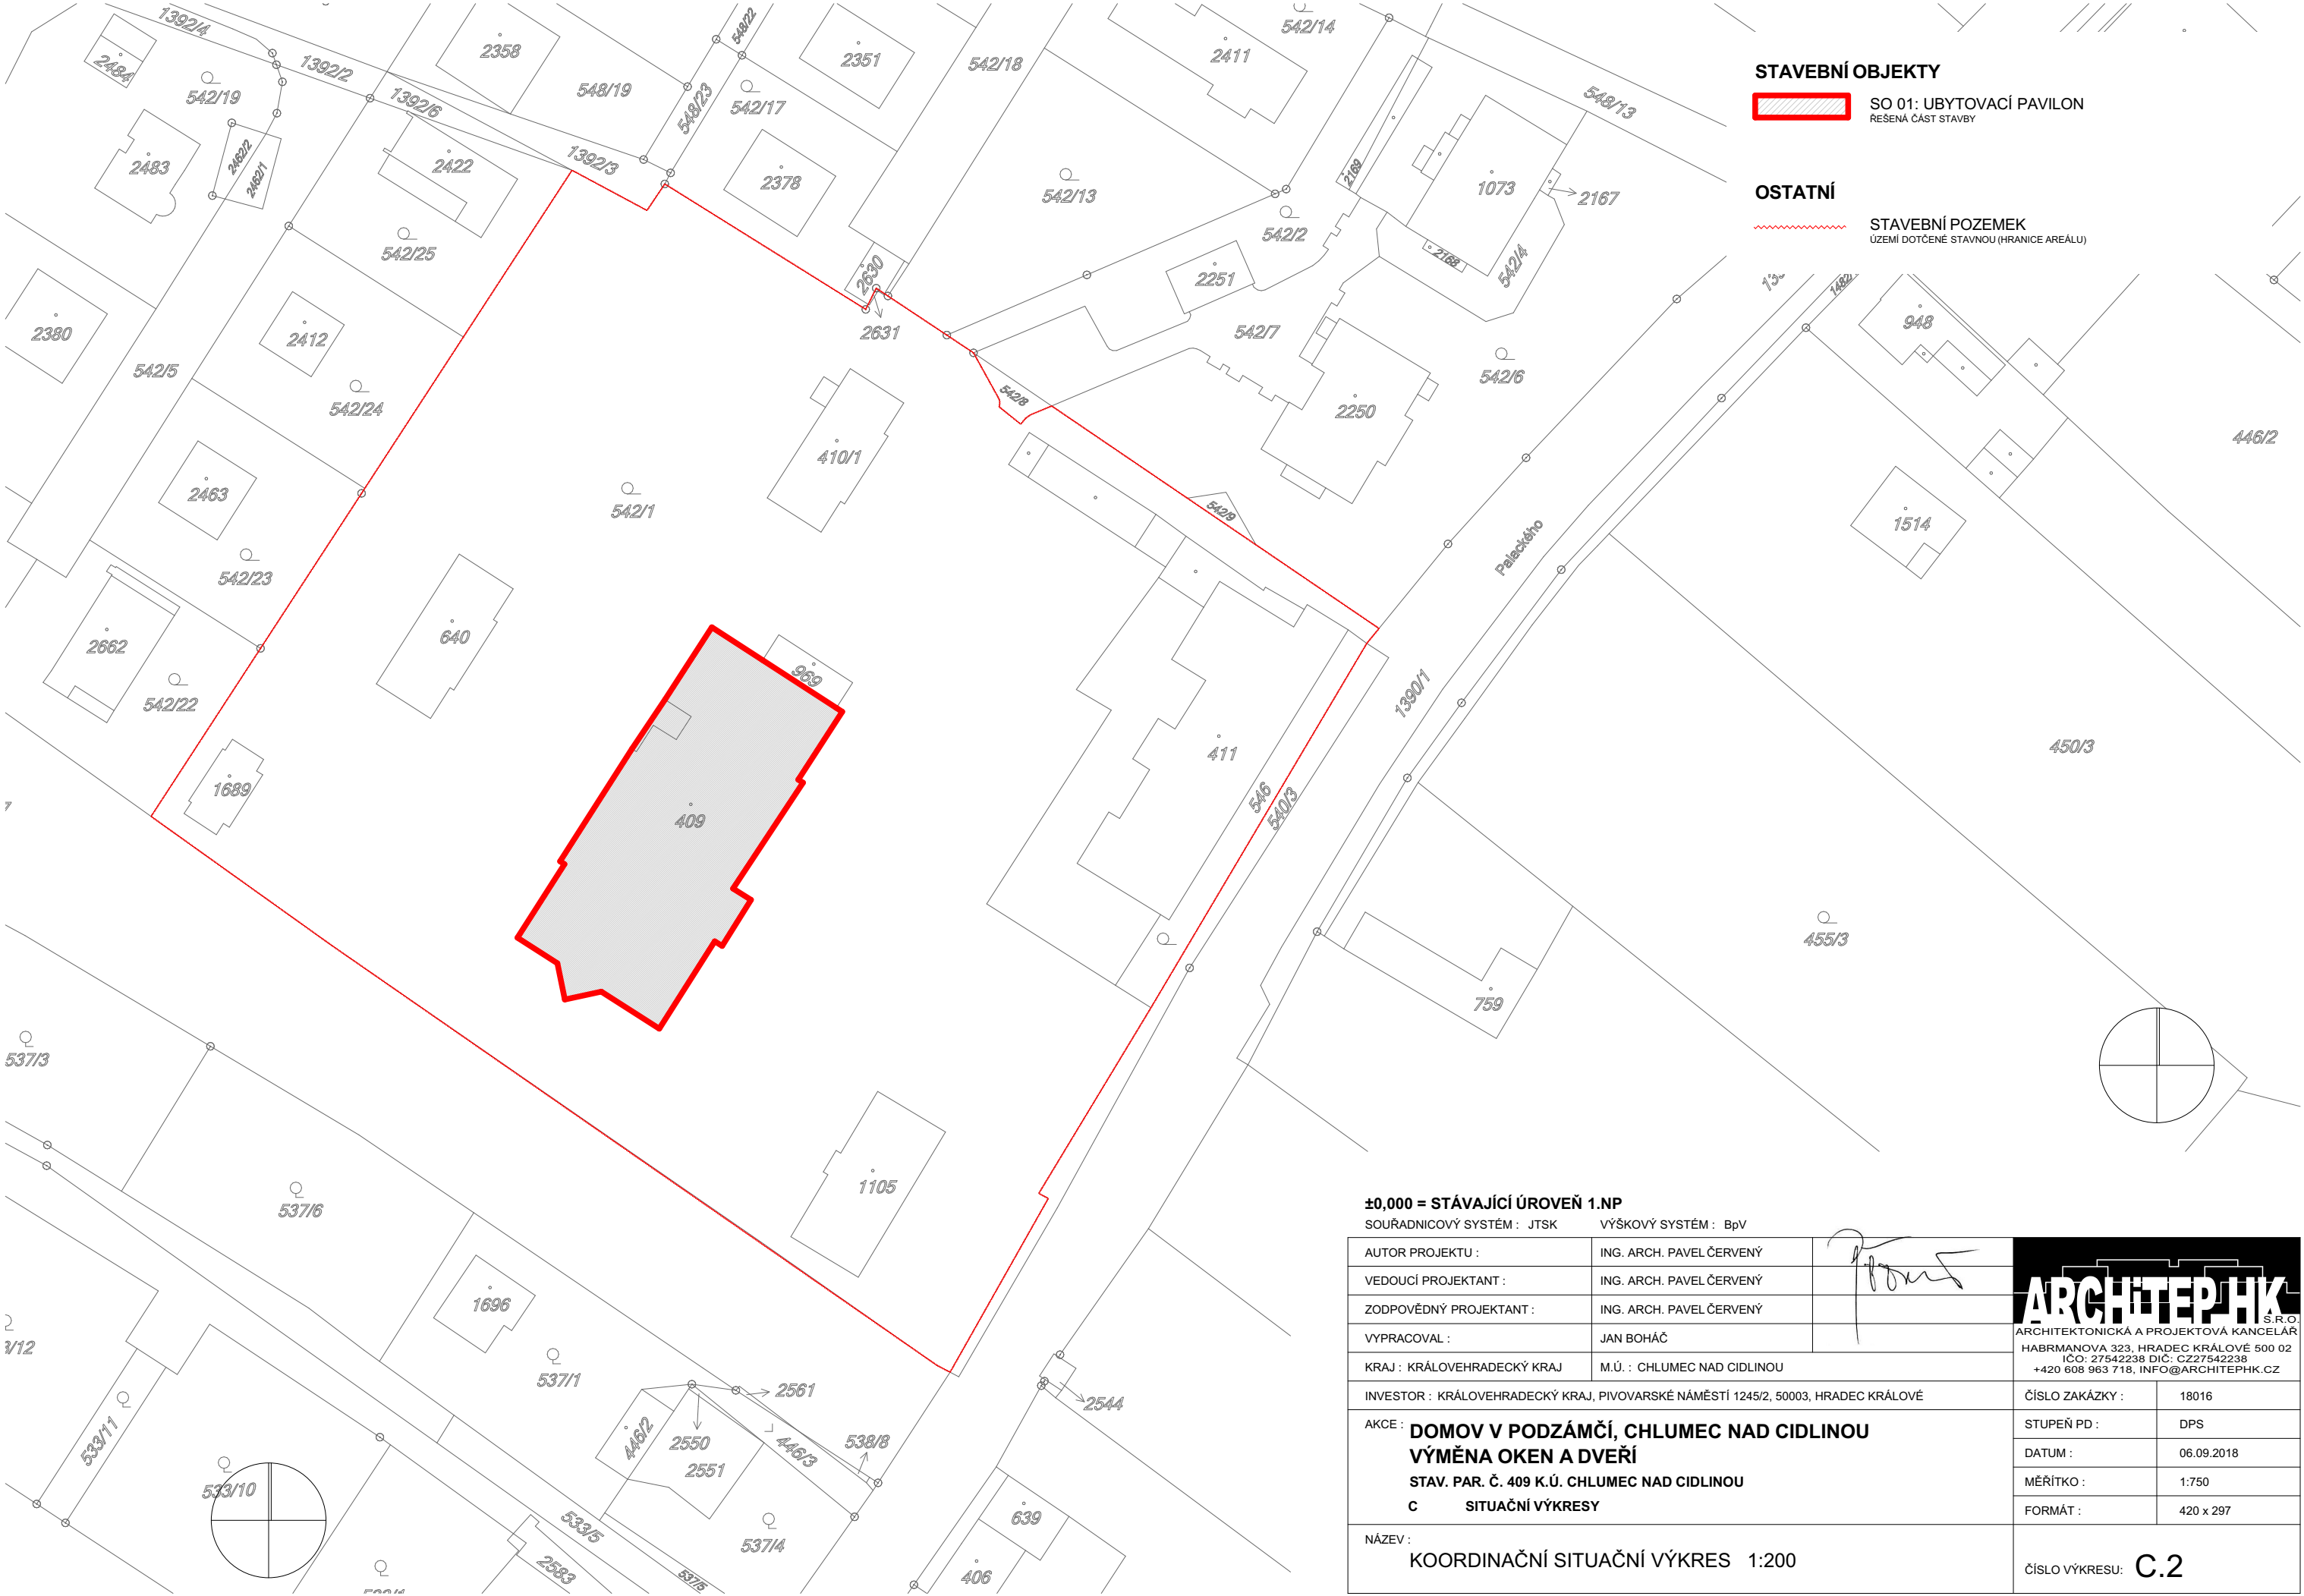 1392/4
2484
542/19
1392/2
2358
548/19
548/22
2351
542/18
2411
542/14
548/13
1392/6
548/23
542/17
2483
2462/2
2462/1
2422
1392/3
2378
542/13
2169
1073
2167
542/25
542/2
2168
542/4
2630
2251
2380
2412
2631
542/7
542/6
948
1482
542/5
542/24
542/8
2250
446/2
410/1
2463
542/1
542/9
1514
Palackého
542/23
640
2662
969
542/22
1390/1
411
450/3
1689
546
540/3
409
455/3
759
537/3
1105
537/6
1696
537/1
2561
2544
533/11
446/2
2550
446/3
538/8
2551
533/10
533/5
537/4
639
2583
537/5
406
STAVEBNÍ OBJEKTY
SO 01: UBYTOVACÍ PAVILON
ŘEŠENÁ ČÁST STAVBY
OSTATNÍ
STAVEBNÍ POZEMEK
ÚZEMÍ DOTČENÉ STAVNOU (HRANICE AREÁLU)
±0,000 = STÁVAJÍCÍ ÚROVEŇ 1.NP
SOUŘADNICOVÝ SYSTÉM : JTSK VÝŠKOVÝ SYSTÉM : BpV
AUTOR PROJEKTU : ING. ARCH. PAVEL ČERVENÝ
VEDOUCÍ PROJEKTANT : ING. ARCH. PAVEL ČERVENÝ
ZODPOVĚDNÝ PROJEKTANT : ING. ARCH. PAVEL ČERVENÝ
VYPRACOVAL : JAN BOHÁČ
KRAJ : KRÁLOVEHRADECKÝ KRAJ M.Ú. : CHLUMEC NAD CIDLINOU
INVESTOR : KRÁLOVEHRADECKÝ KRAJ, PIVOVARSKÉ NÁMĚSTÍ 1245/2, 50003, HRADEC KRÁLOVÉ
AKCE : DOMOV V PODZÁMČÍ, CHLUMEC NAD CIDLINOU
VÝMĚNA OKEN A DVEŘÍ
STAV. PAR. Č. 409 K.Ú. CHLUMEC NAD CIDLINOU
C SITUAČNÍ VÝKRESY
NÁZEV :
KOORDINAČNÍ SITUAČNÍ VÝKRES 1:200
ARCHiTEP HK
S.R.O.
ARCHITEKTONICKÁ A PROJEKTOVÁ KANCELÁŘ
HABRMANOVA 323, HRADEC KRÁLOVÉ 500 02
IČO: 27542238 DIČ: CZ27542238
+420 608 963 718, INFO@ARCHITEPHK.CZ
ČÍSLO ZAKÁZKY : 18016
STUPEŇ PD : DPS
DATUM : 06.09.2018
MĚŘÍTKO : 1:750
FORMÁT : 420 x 297
ČÍSLO VÝKRESU: C.2